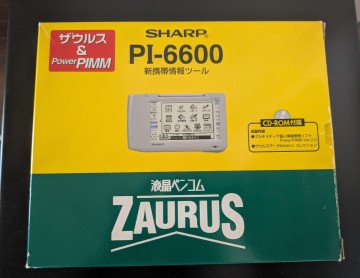 ザウルス
&
PowerPIMM
SHARP
PI-6600
新携帯情報ツール
CD-ROM付属
液晶ペンコム
ZAURUS